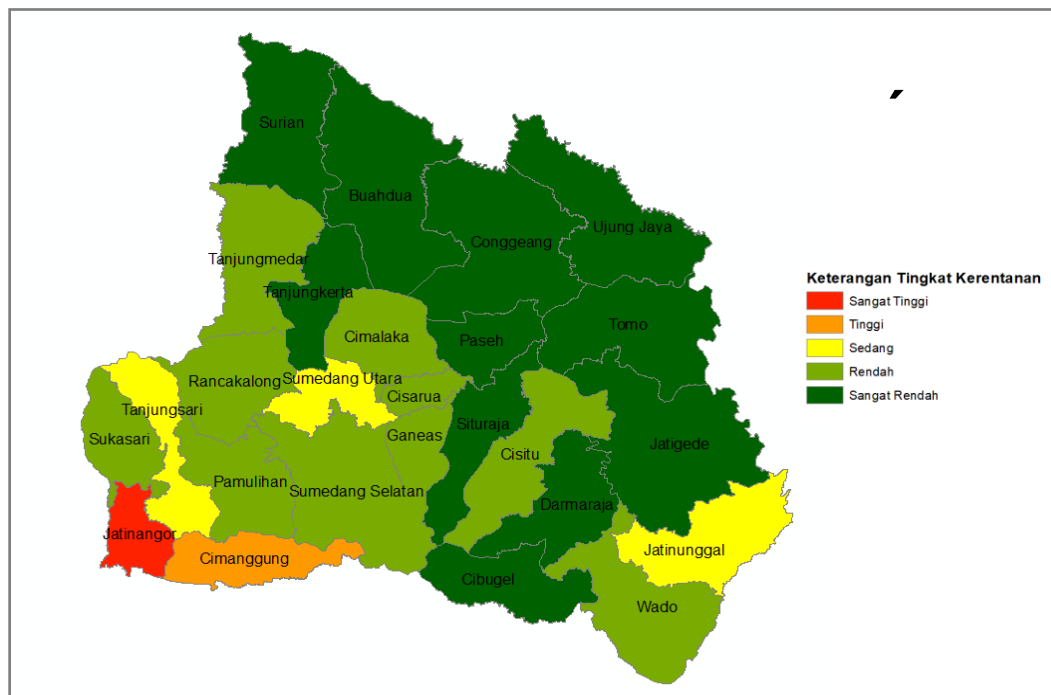 Surian
Buahdua
Ujung Jaya
Conggeang
Tanjungmedar
Tanjungkerta
Tomo
Cimalaka
Paseh
Rancakalong
Sumedang Utara
Cisarua
Tanjungsari
Sukasari
Ganeas
Situraja
Cisitu
Jatigede
Pamulihan
Sumedang Selatan
Darmaraja
Jatinangor
Cimanggung
Jatinunggal
Cibugel
Wado
Keterangan Tingkat Kerentanan
Sangat Tinggi
Tinggi
Sedang
Rendah
Sangat Rendah